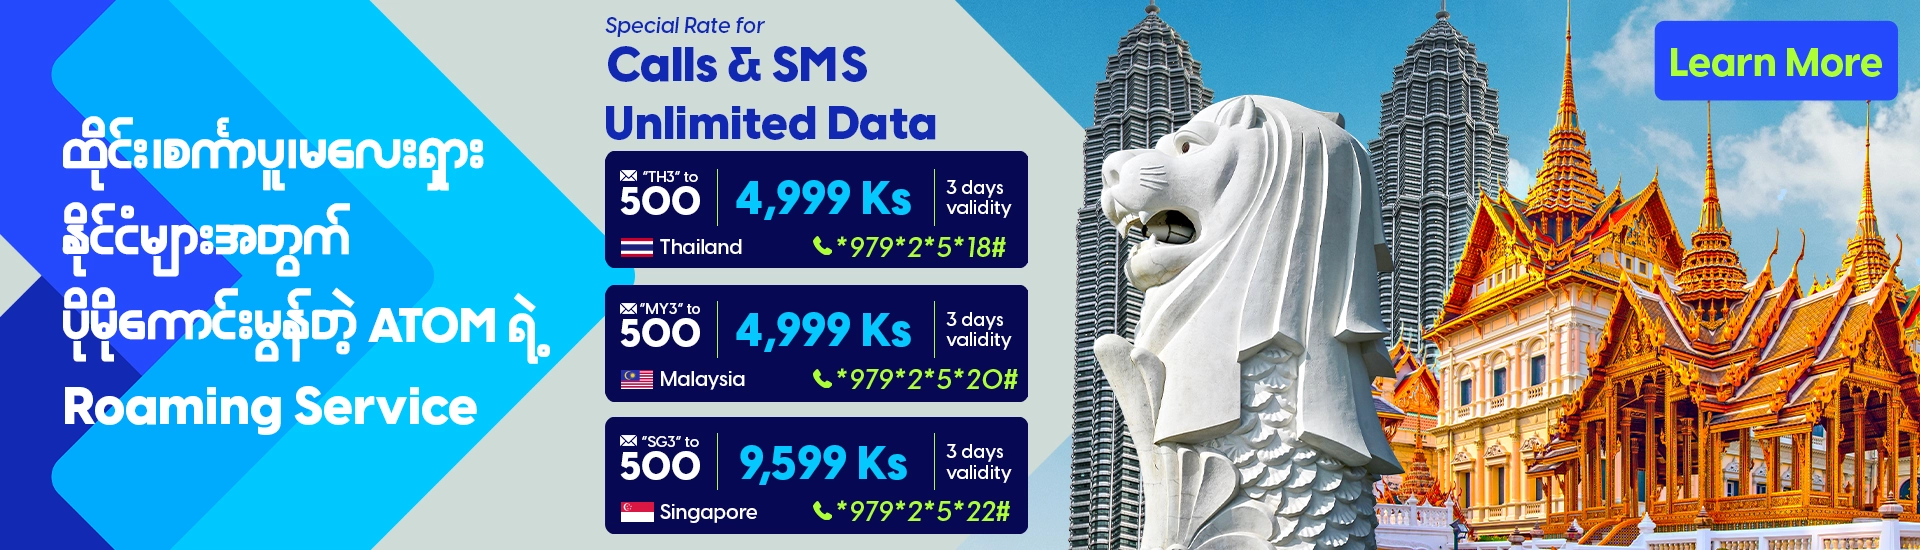 ထိုင်း၊စင်္ကာပူ၊မလေးရှား
နိုင်ငံများအတွက်
ပိုမိုကောင်းမွန်တဲ့ ATOM ရဲ့
Roaming Service
Special Rate for
Calls & SMS
Unlimited Data
"TH3" to
500
4,999 Ks
3 days
validity
Thailand
*979*2*5*18#
"MY3" to
500
4,999 Ks
3 days
validity
Malaysia
*979*2*5*20#
"SG3" to
500
9,599 Ks
3 days
validity
Singapore
*979*2*5*22#
Learn More